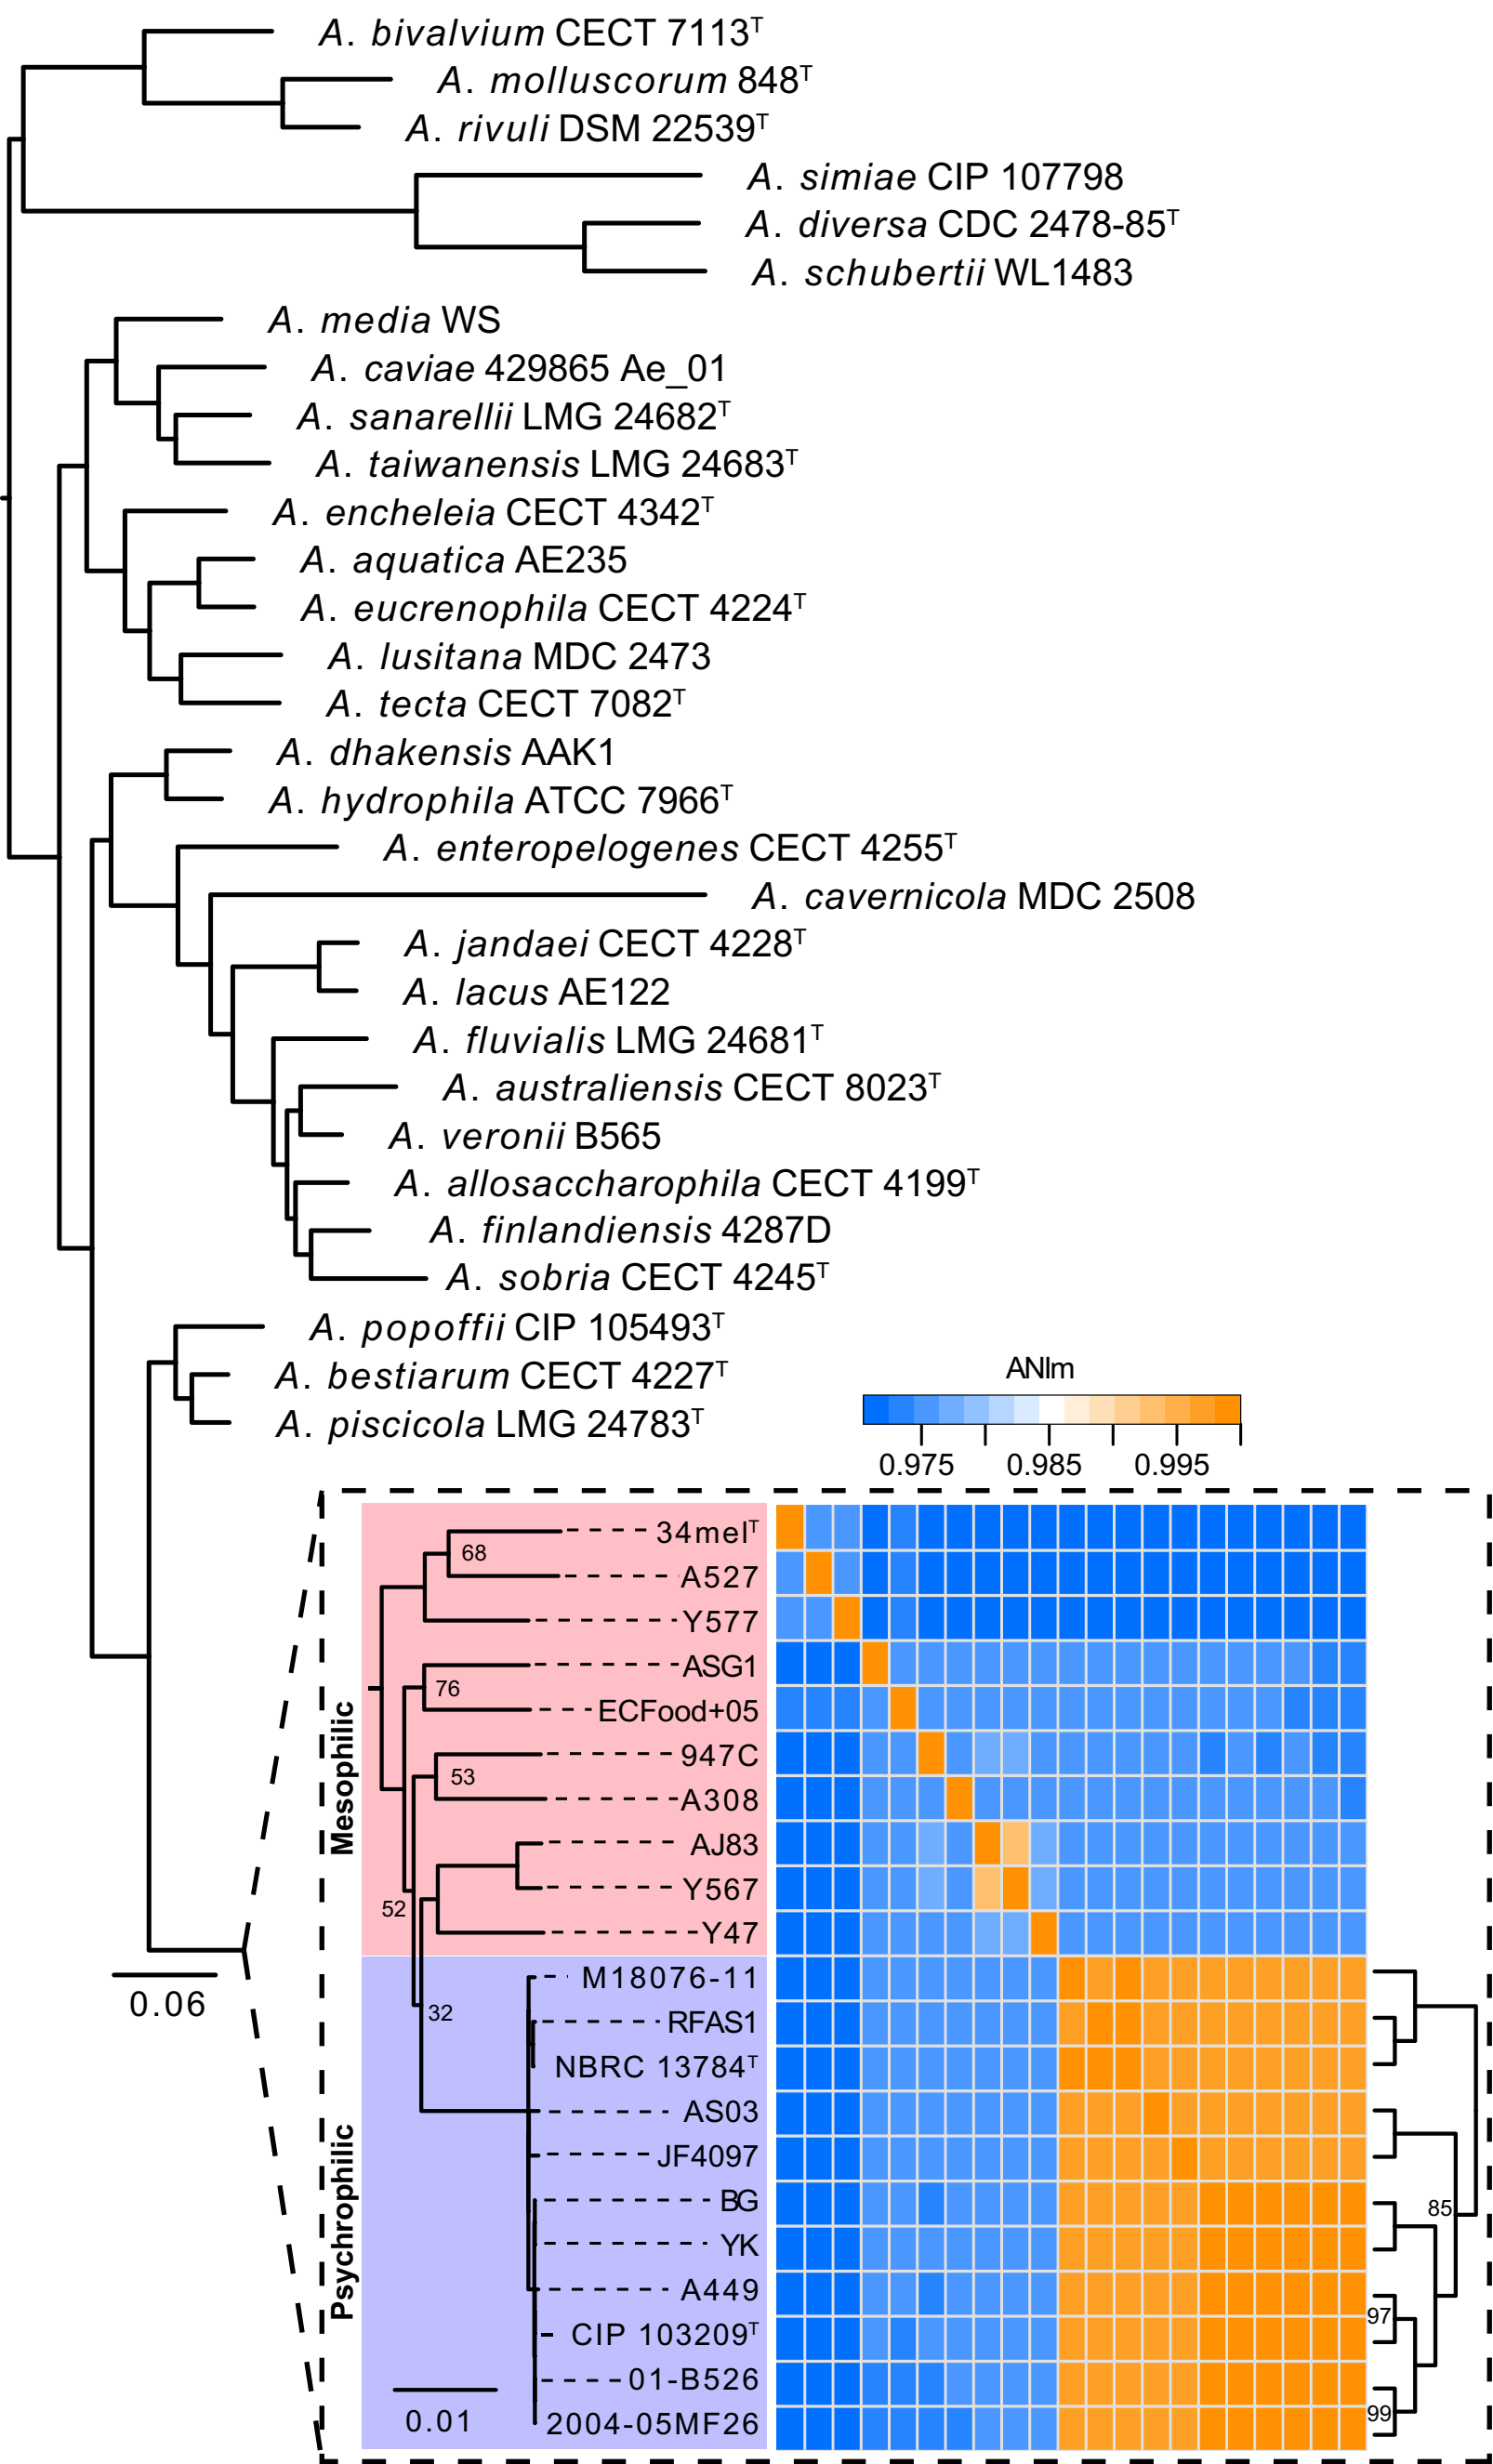 A. bivalvium CECT 7113ᵀ
A. molluscorum 848ᵀ
A. rivuli DSM 22539ᵀ
A. simiae CIP 107798
A. diversa CDC 2478-85ᵀ
A. schubertii WL1483
A. media WS
A. caviae 429865 Ae_01
A. sanarellii LMG 24682ᵀ
A. taiwanensis LMG 24683ᵀ
A. encheleia CECT 4342ᵀ
A. aquatica AE235
A. eucrenophila CECT 4224ᵀ
A. lusitana MDC 2473
A. tecta CECT 7082ᵀ
A. dhakensis AAK1
A. hydrophila ATCC 7966ᵀ
A. enteropelogenes CECT 4255ᵀ
A. cavernicola MDC 2508
A. jandaei CECT 4228ᵀ
A. lacus AE122
A. fluvialis LMG 24681ᵀ
A. australiensis CECT 8023ᵀ
A. veronii B565
A. allosaccharophila CECT 4199ᵀ
A. finlandiensis 4287D
A. sobria CECT 4245ᵀ
A. popoffii CIP 105493ᵀ
A. bestiarum CECT 4227ᵀ
A. piscicola LMG 24783ᵀ
ANIm
0.975 0.985 0.995
34melᵀ
68
A527
Y577
ASG1
76
ECFood+05
947C
53
A308
Mesophilic
AJ83
Y567
52
Y47
M18076-11
0.06
32
RFAS1
NBRC 13784ᵀ
AS03
JF4097
BG
85
YK
Psychrophilic
A449
97
CIP 103209ᵀ
01-B526
99
0.01
2004-05MF26